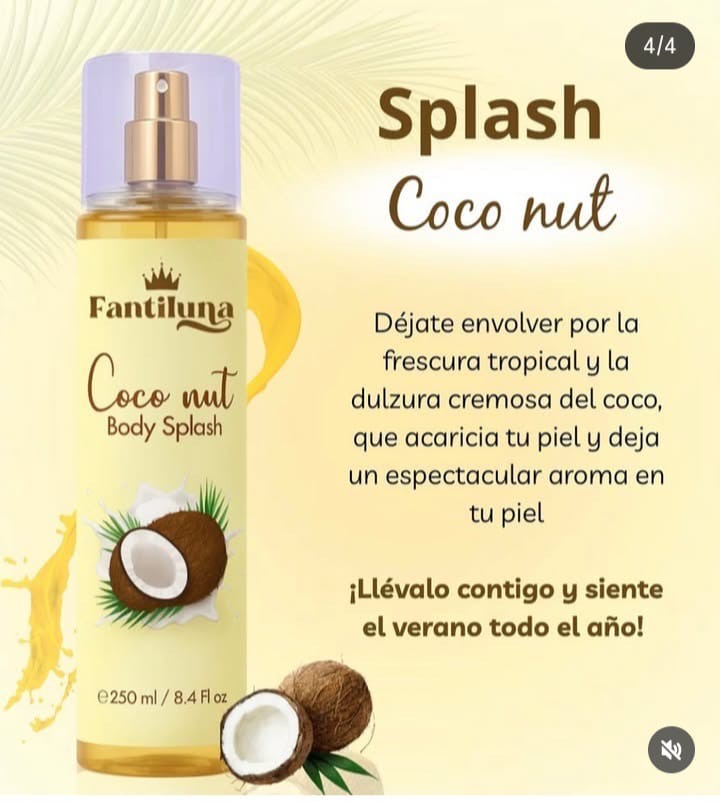 4/4
Splash
Coco nut
Fantiluna
Coco nut
Body Splash
℮250 ml / 8.4 Fl oz
Déjate envolver por la
frescura tropical y la
dulzura cremosa del coco,
que acaricia tu piel y deja
un espectacular aroma en
tu piel
¡Llévalo contigo y siente
el verano todo el año!